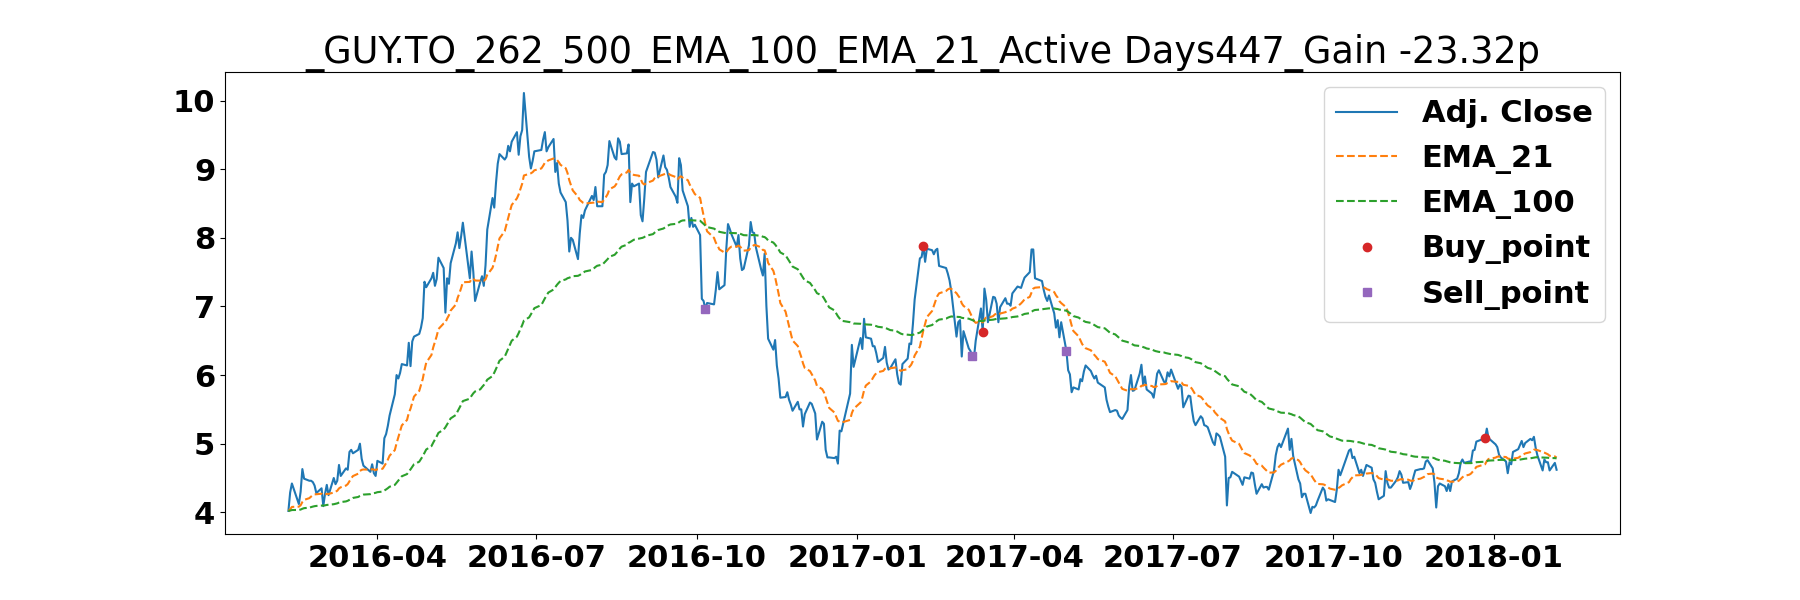 _GUY.TO_262_500_EMA_100_EMA_21_Active Days447_Gain -23.32p
10
9
8
7
6
5
4
Adj. Close
EMA_21
EMA_100
Buy_point
Sell_point
2016-04 2016-07 2016-10 2017-01 2017-04 2017-07 2017-10 2018-01